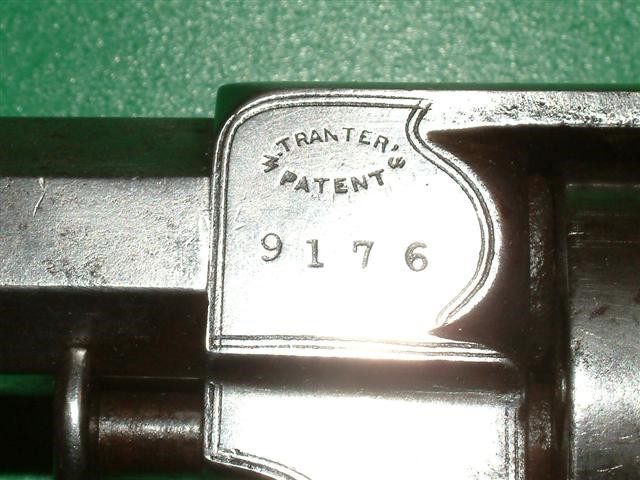 W. TRANTER'S
PATENT
9176